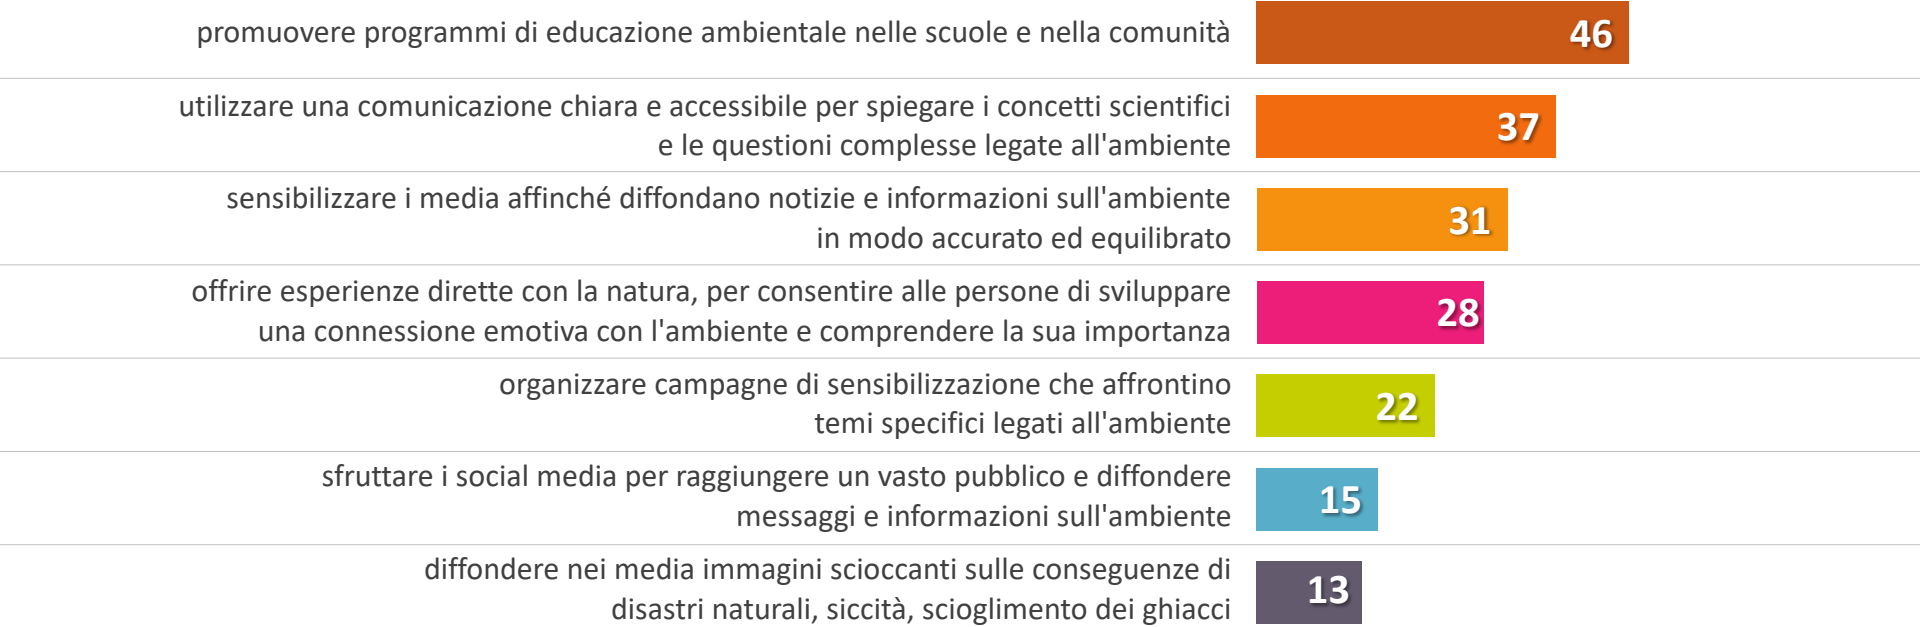 promuovere programmi di educazione ambientale nelle scuole e nella comunità
46
utilizzare una comunicazione chiara e accessibile per spiegare i concetti scientifici
e le questioni complesse legate all'ambiente
37
sensibilizzare i media affinché diffondano notizie e informazioni sull'ambiente
in modo accurato ed equilibrato
31
offrire esperienze dirette con la natura, per consentire alle persone di sviluppare
una connessione emotiva con l'ambiente e comprendere la sua importanza
28
organizzare campagne di sensibilizzazione che affrontino
temi specifici legati all'ambiente
22
sfruttare i social media per raggiungere un vasto pubblico e diffondere
messaggi e informazioni sull'ambiente
15
diffondere nei media immagini scioccanti sulle conseguenze di
disastri naturali, siccità, scioglimento dei ghiacci
13